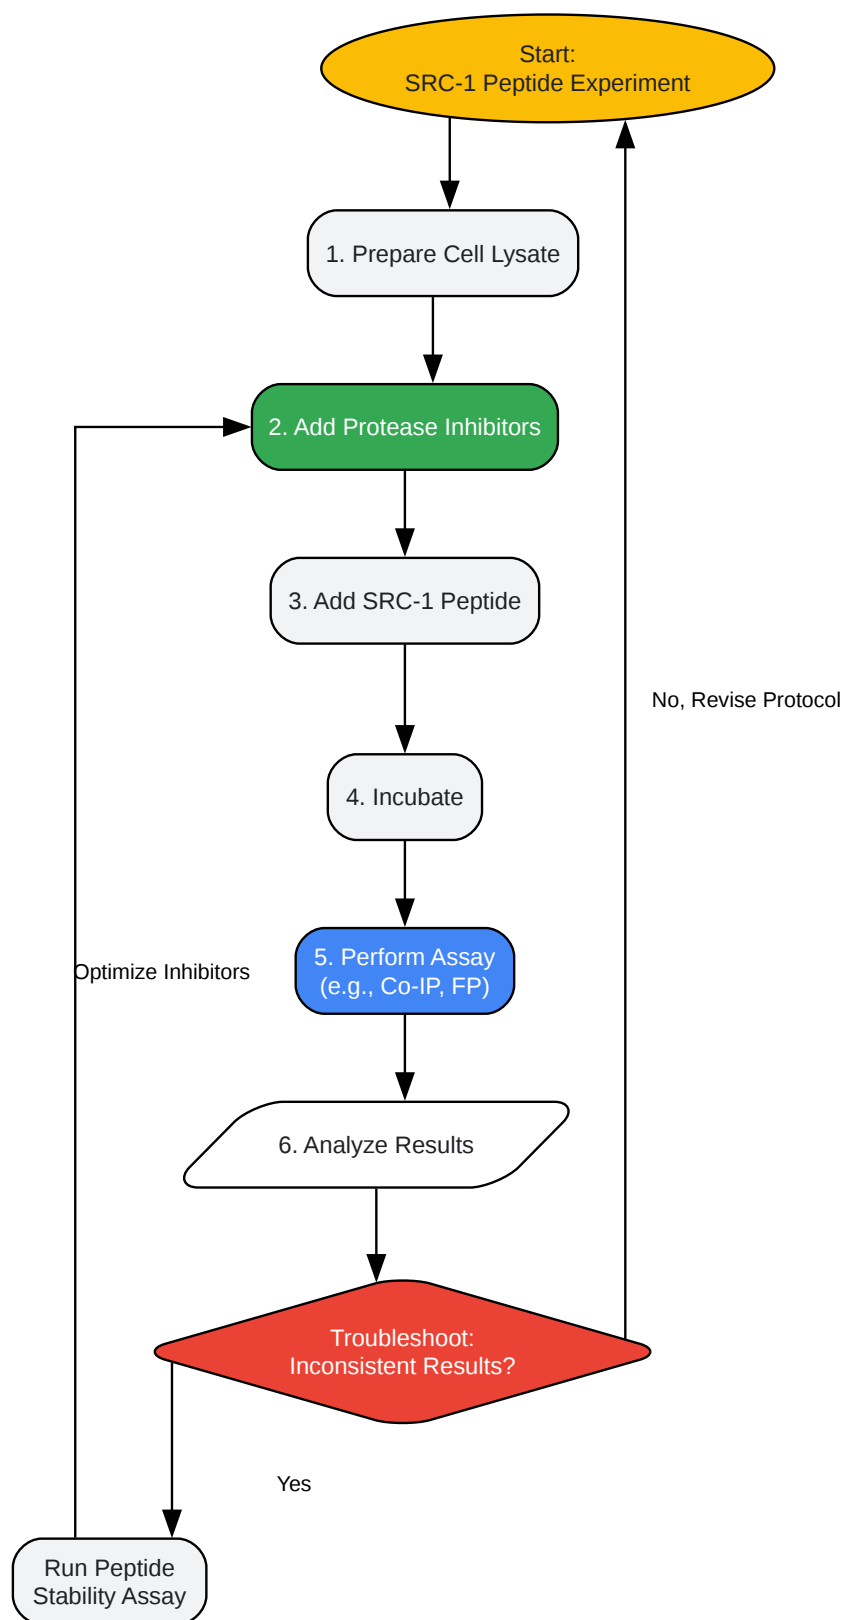 Start:
SRC-1 Peptide Experiment
1. Prepare Cell Lysate
2. Add Protease Inhibitors
3. Add SRC-1 Peptide
No, Revise Protocol
4. Incubate
5. Perform Assay
(e.g., Co-IP, FP)
Optimize Inhibitors
6. Analyze Results
Troubleshoot:
Inconsistent Results?
Yes
Run Peptide
Stability Assay